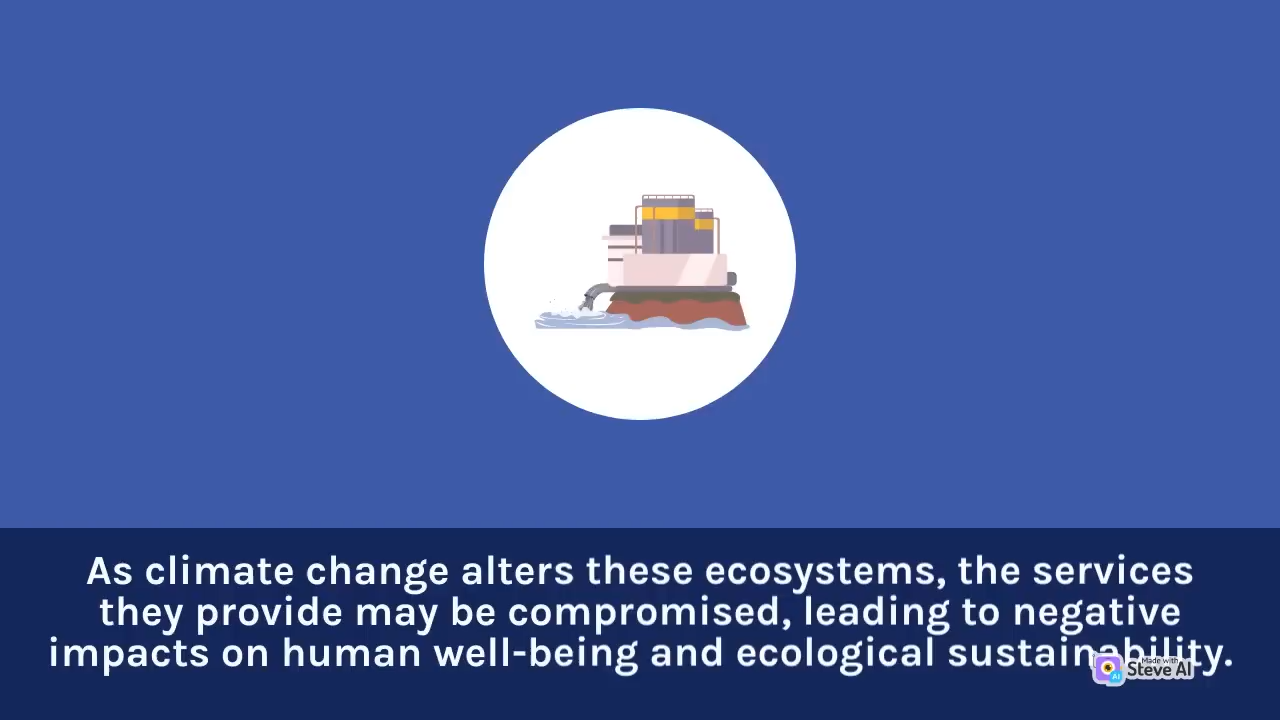 As climate change alters these ecosystems, the services
they provide may be compromised, leading to negative
impacts on human well-being and ecological sustainability.
Made with
AI Steve AI